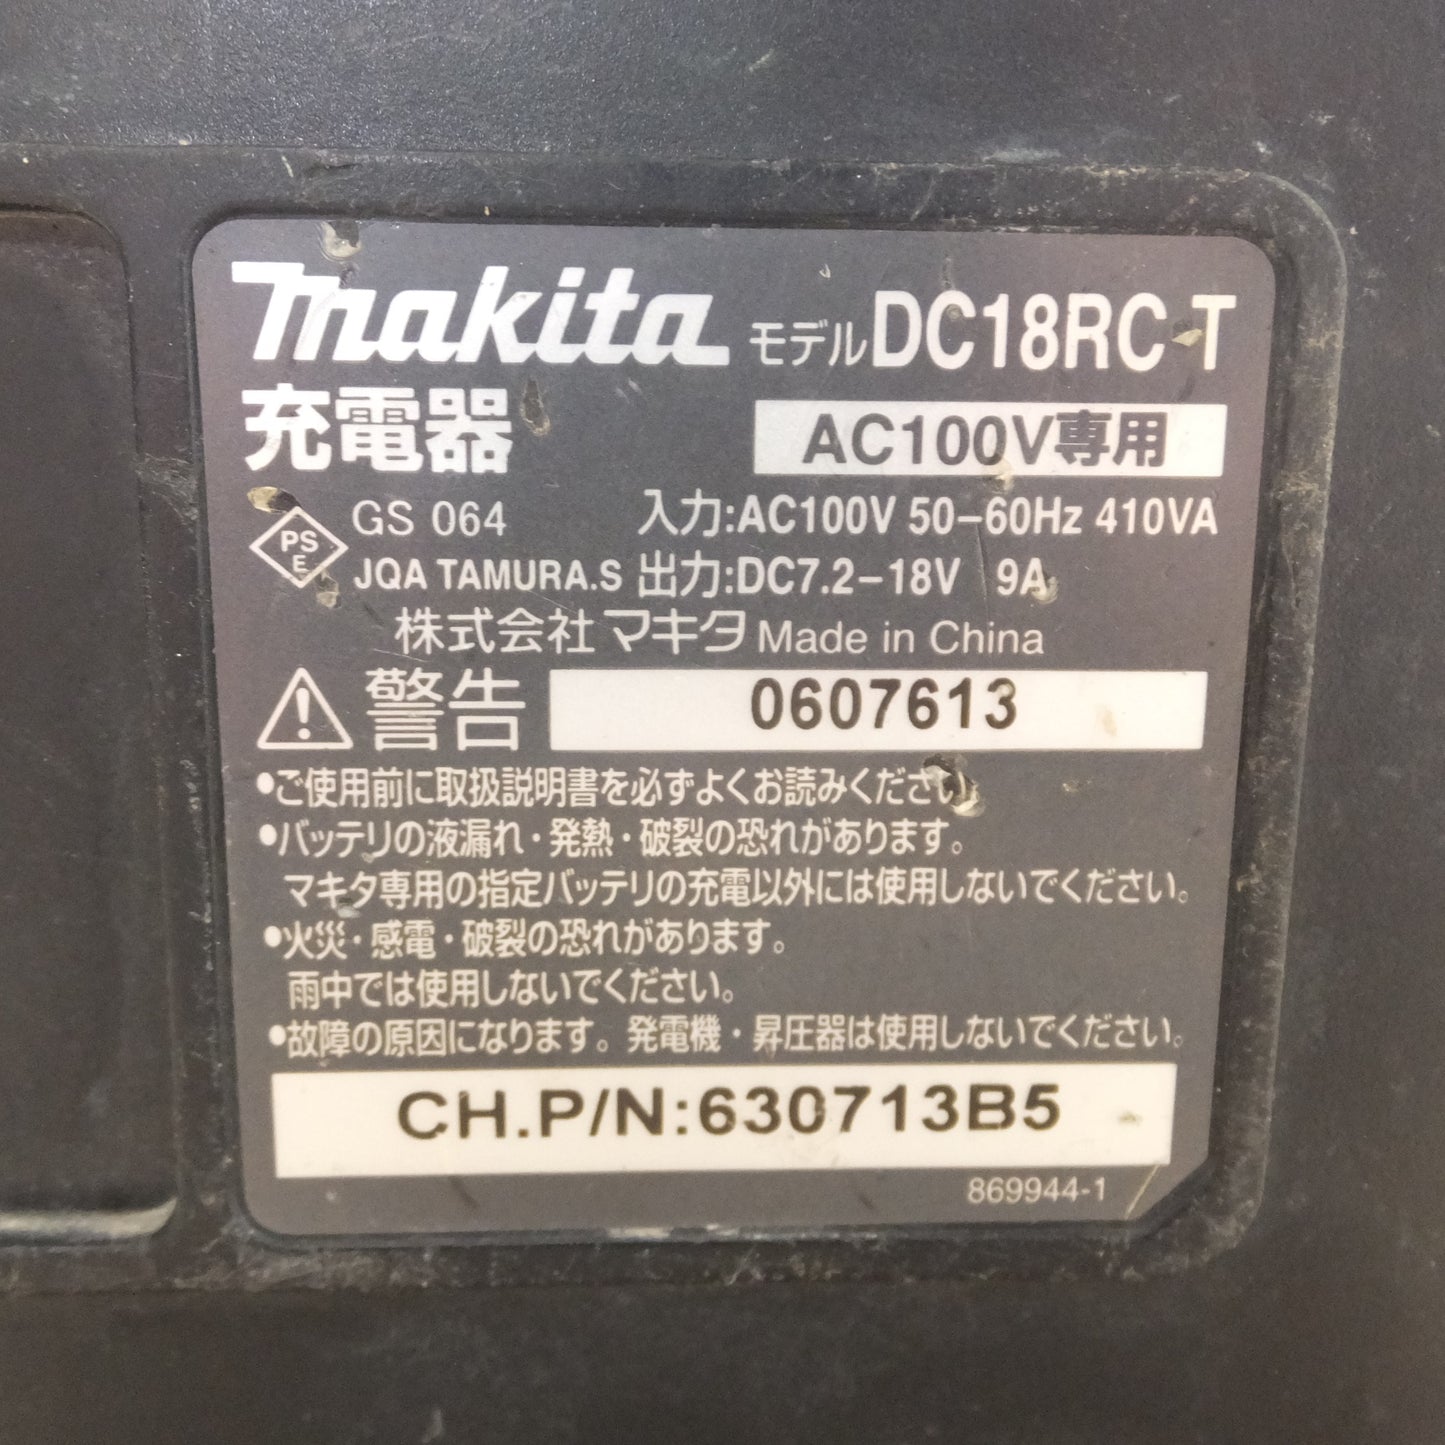 makita モデル DC18RC T
充電器 AC100V専用
PS E GS 064 入力:AC100V 50-60Hz 410VA
JQA TAMURA.S 出力:DC7.2-18V 9A
株式会社マキタ Made in China
警告 0607613
•ご使用前に取扱説明書を必ずよくお読みください
•バッテリの液漏れ・発熱・破裂の恐れがあります。
マキタ専用の指定バッテリの充電以外には使用しないでください。
•火災・感電・破裂の恐れがあります。
雨中では使用しないでください。
•故障の原因になります。発電機・昇圧器は使用しないでください。
CH.P/N:630713B5
869944-1